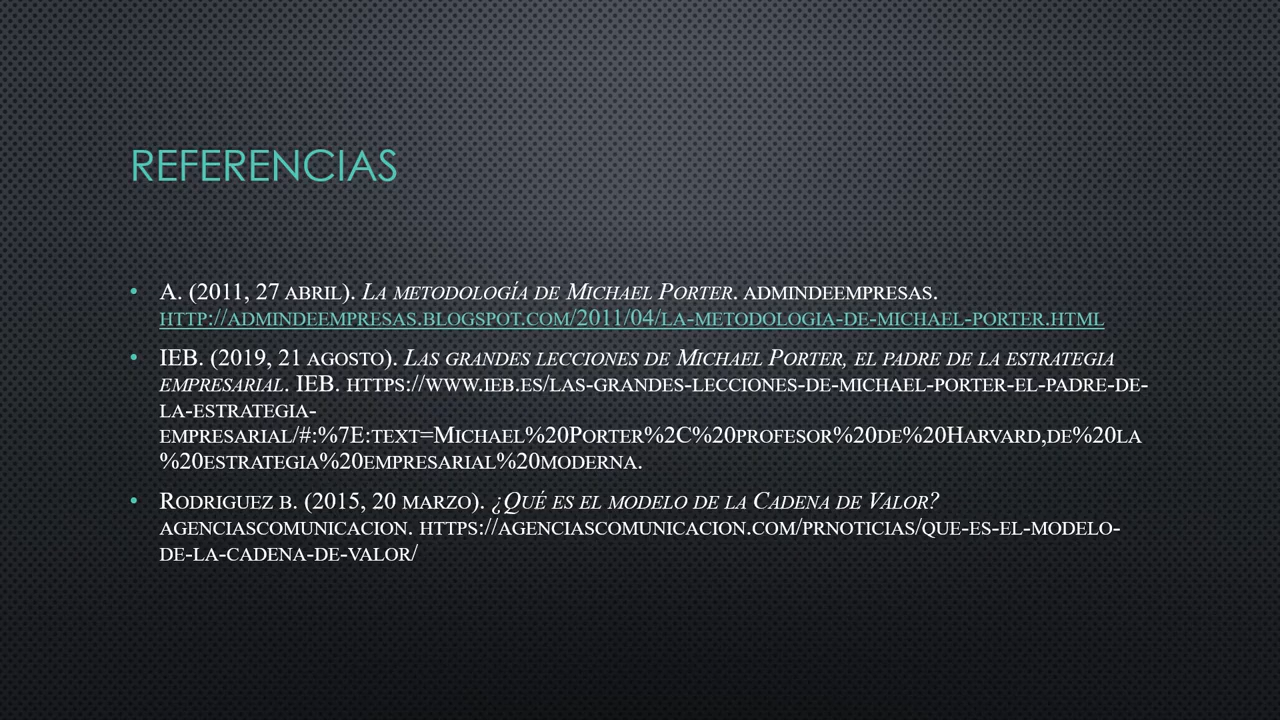 REFERENCIAS
• A. (2011, 27 abril). La metodología de Michael Porter. admindeempresas.
http://admindeempresas.blogspot.com/2011/04/la-metodologia-de-michael-porter.html
• IEB. (2019, 21 agosto). Las grandes lecciones de Michael Porter, el padre de la estrategia
empresarial. IEB. https://www.ieb.es/las-grandes-lecciones-de-michael-porter-el-padre-de-
la-estrategia-
empresarial/#:%7E:text=Michael%20Porter%2C%20profesor%20de%20Harvard,de%20la
%20estrategia%20empresarial%20moderna.
• Rodriguez b. (2015, 20 marzo). ¿Qué es el modelo de la Cadena de Valor?
agenciascomunicacion. https://agenciascomunicacion.com/prnoticias/que-es-el-modelo-
de-la-cadena-de-valor/